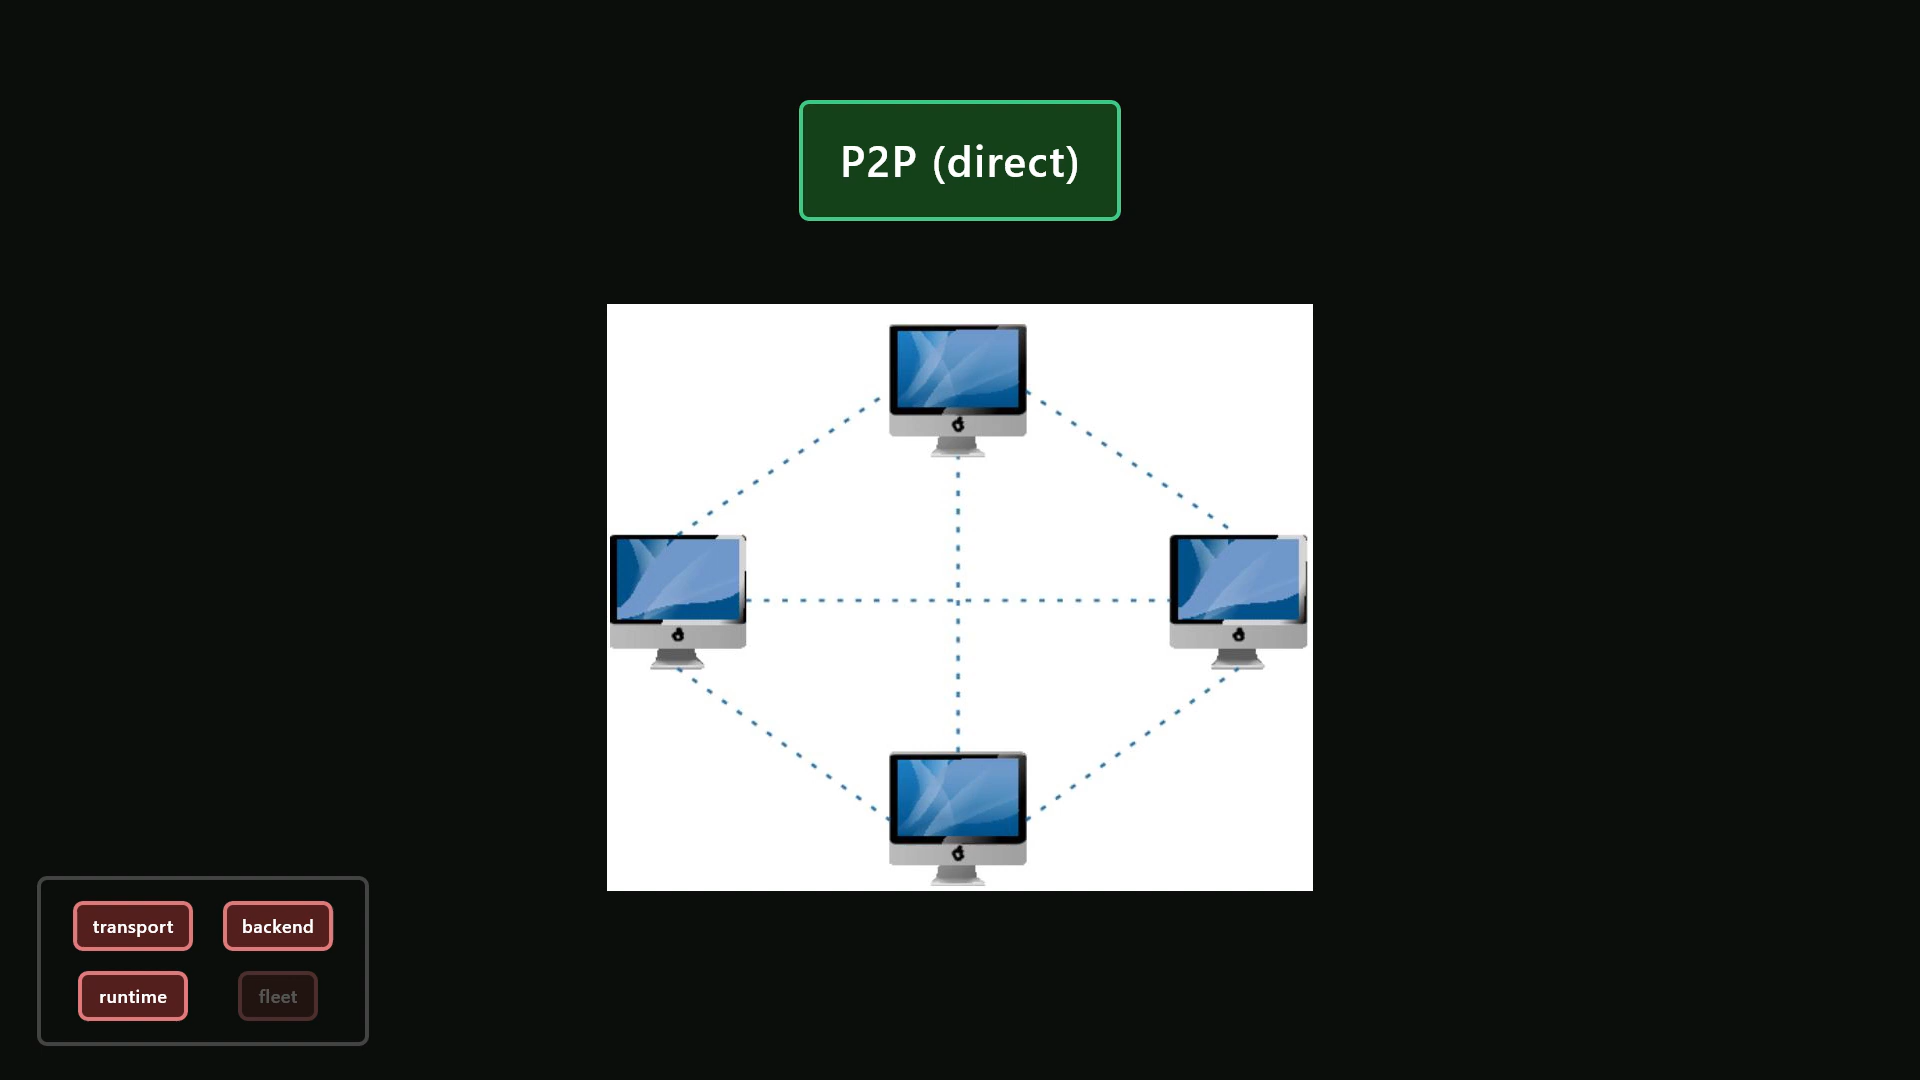 P2P (direct)
transport
backend
runtime
fleet